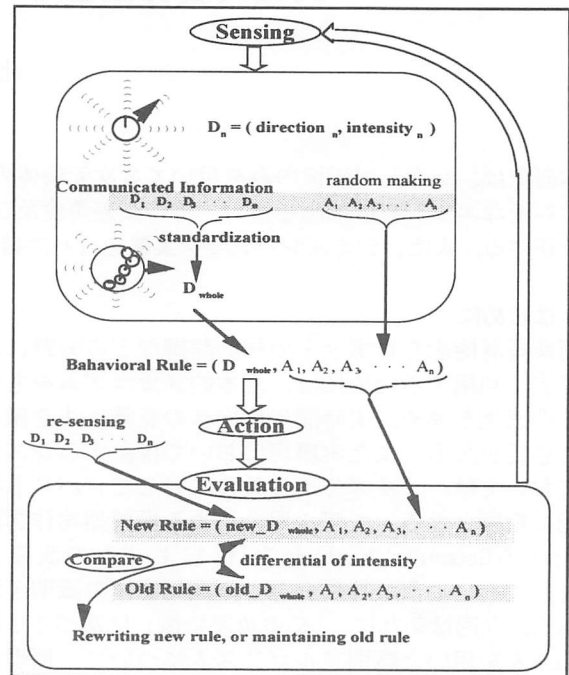 Sensing
D n = ( direction n , intensity n )
Communicated Information
random making
D1 D2 D3 Dn
A1 A2 A3 · · · An
standardization
D whole
Bahavioral Rule = ( D whole, A1, A2, A3, · · · An )
Action
re-sensing
D1 D2 D3 · · · Dn
Evaluation
New Rule = ( new_D whole, A1, A2, A3, · · · An )
Compare
differential of intensity
Old Rule = ( old_D whole, A1, A2, A3, · · · An )
Rewriting new rule, or maintaining old rule